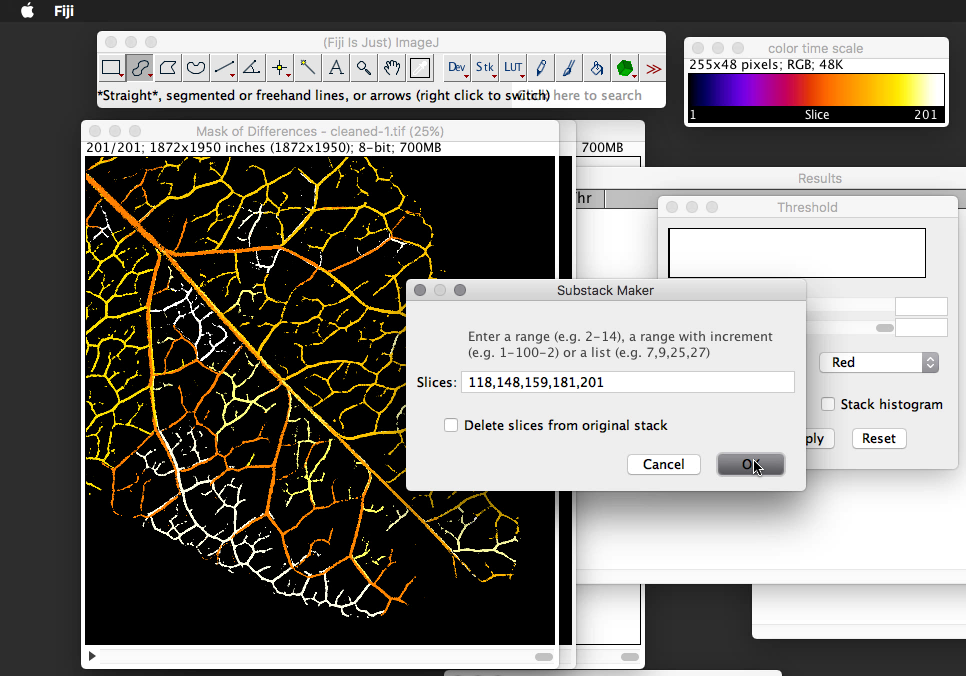 Fiji
(Fiji Is Just) ImageJ
Dev Stk LUT
*Straight*, segmented or freehand lines, or arrows (right click to switch) here to search
color time scale
255x48 pixels; RGB; 48K
1 Slice 201
Mask of Differences - cleaned-1.tif (25%)
201/201; 1872x1950 inches (1872x1950); 8-bit; 700MB
700MB
Results
Threshold
Substack Maker
Enter a range (e.g. 2-14), a range with increment
(e.g. 1-100-2) or a list (e.g. 7,9,25,27)
Slices: 118,148,159,181,201
Delete slices from original stack
Cancel OK
Red
Stack histogram
Reset